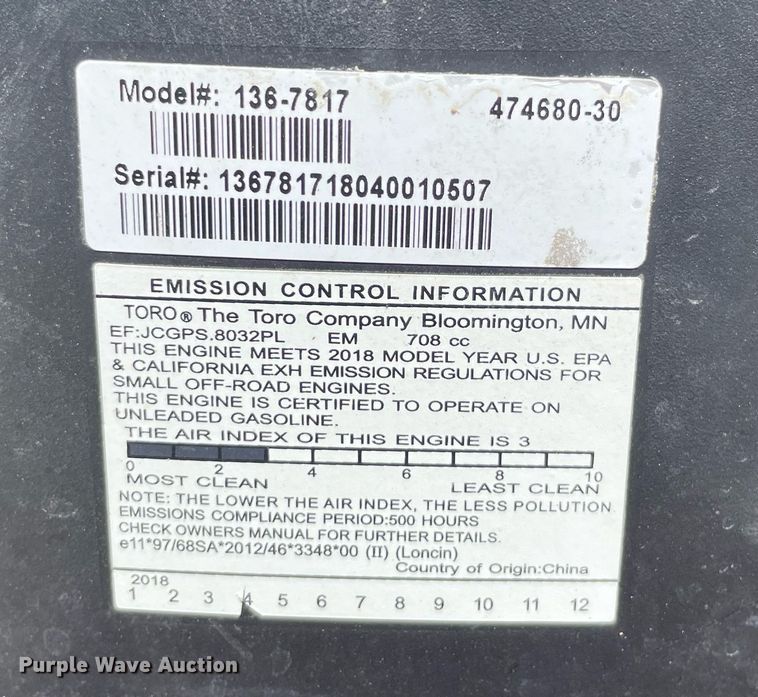 Model#: 136-7817 474680-30
Serial#: 136781718040010507
EMISSION CONTROL INFORMATION
TORO® The Toro Company Bloomington, MN
EF:JCGPS.8032PL EM 708 cc
THIS ENGINE MEETS 2018 MODEL YEAR U.S. EPA
& CALIFORNIA EXH EMISSION REGULATIONS FOR
SMALL OFF-ROAD ENGINES.
THIS ENGINE IS CERTIFIED TO OPERATE ON
UNLEADED GASOLINE.
THE AIR INDEX OF THIS ENGINE IS 3
0 2 4 6 8 10
MOST CLEAN LEAST CLEAN
NOTE: THE LOWER THE AIR INDEX, THE LESS POLLUTION
EMISSIONS COMPLIANCE PERIOD:500 HOURS
CHECK OWNERS MANUAL FOR FURTHER DETAILS.
e11*97/68SA*2012/46*3348*00 (II) (Loncin)
Country of Origin:China
2018
1 2 3 4 5 6 7 8 9 10 11 12
Purple Wave Auction